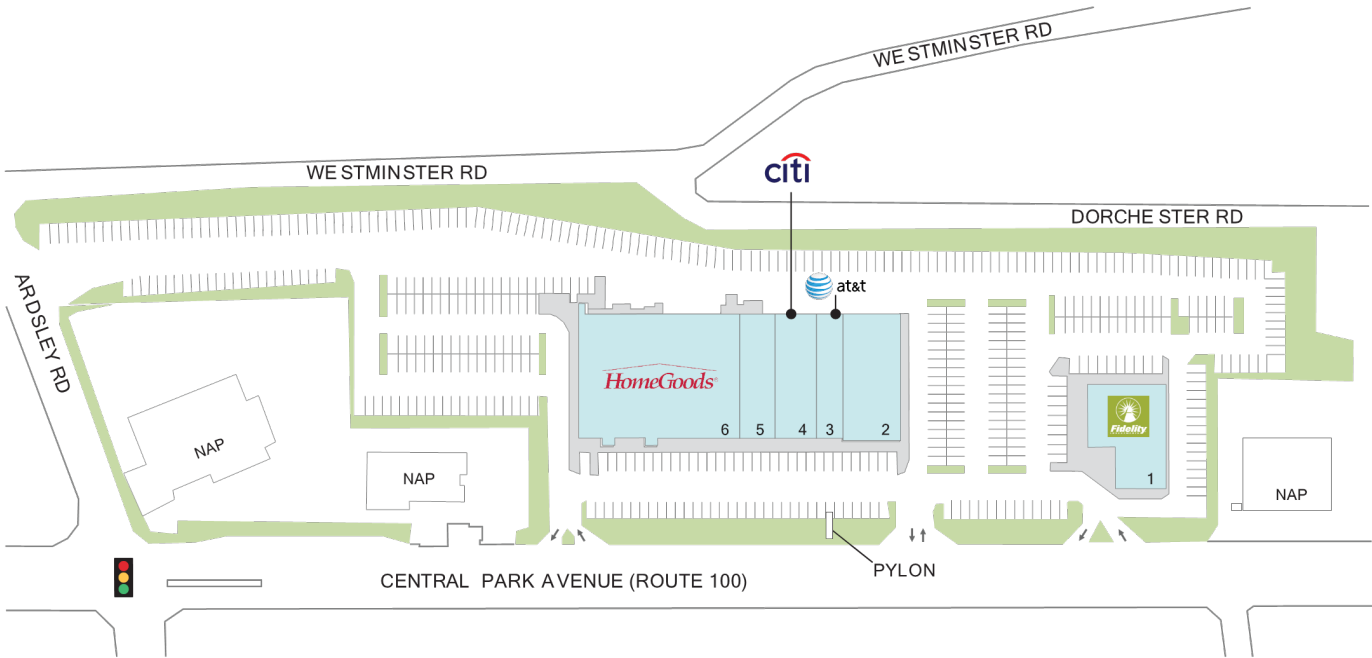 WESTMINSTER RD
citi
WESTMINSTER RD
DORCHESTER RD
ARDSLEY RD
at&t
HomeGoods®
6
5
4
3
2
Fidelity
1
NAP
NAP
NAP
PYLON
CENTRAL PARK AVENUE (ROUTE 100)